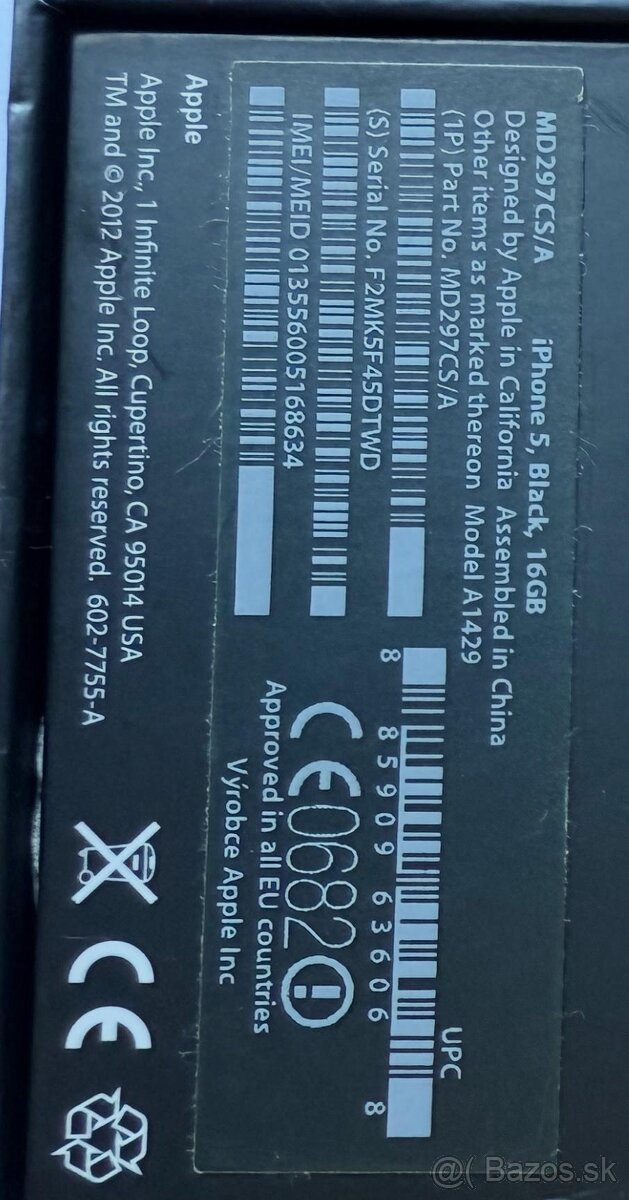 MD297CS/A iPhone 5, Black, 16GB
Designed by Apple in California Assembled in China
Other items as marked thereon Model A1429
(1P) Part No. MD297CS/A
(S) Serial No. F2MK5F45DTWD
IMEI/MEID 013556005168634
UPC
8 85909 63606 8
CE0682
Approved in all EU countries
Výrobce Apple Inc
Apple
Apple Inc., 1 Infinite Loop, Cupertino, CA 95014 USA
TM and © 2012 Apple Inc. All rights reserved. 602-7755-A
CE
@( Bazos.sk